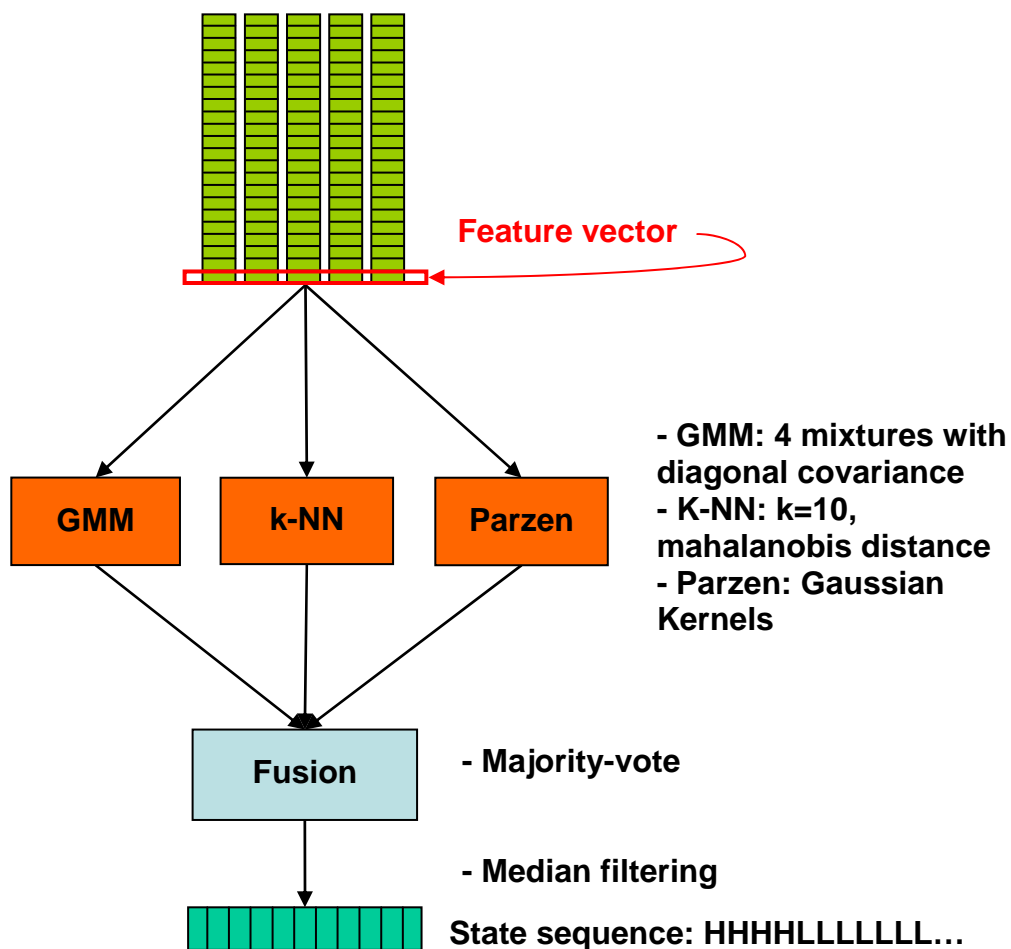 Feature vector
- GMM: 4 mixtures with
diagonal covariance
- K-NN: k=10,
mahalanobis distance
- Parzen: Gaussian
Kernels
GMM
k-NN
Parzen
Fusion
- Majority-vote
- Median filtering
State sequence: HHHHLLLLLLL...